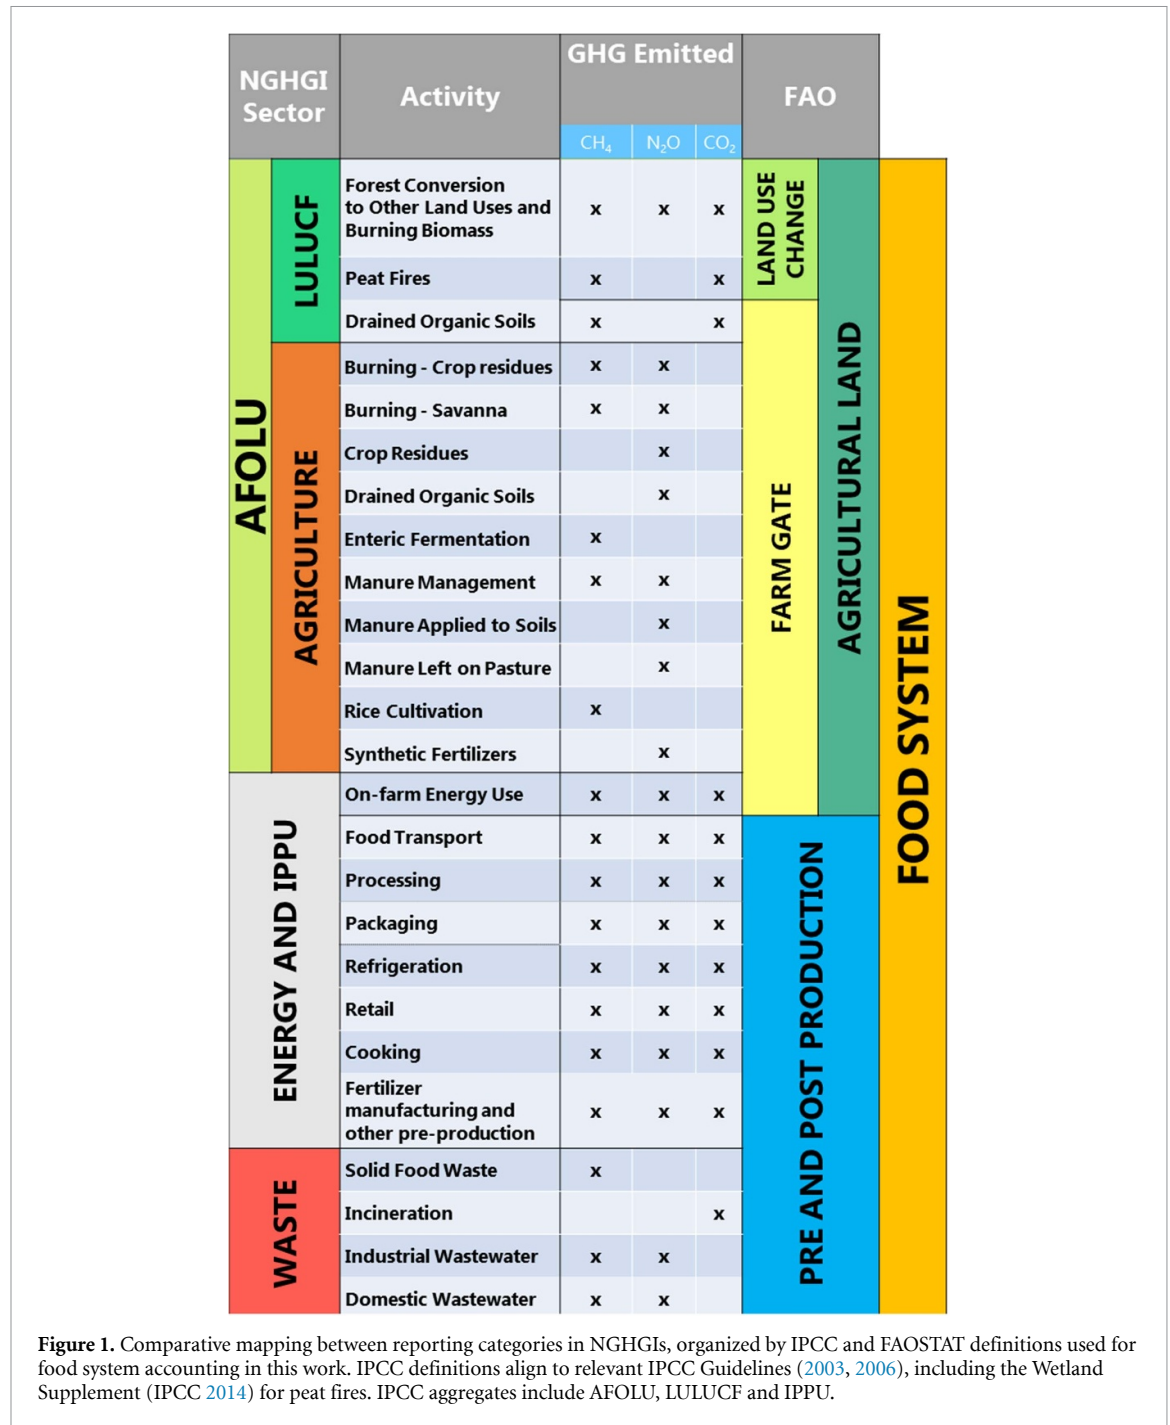 NGHGI
Sector
Activity
GHG Emitted
FAO
CH₄ N₂O CO₂
AFOLU
LULUCF
Forest Conversion
to Other Land Uses and
Burning Biomass
x x x
LAND USE
CHANGE
AGRICULTURAL LAND
FOOD SYSTEM
Peat Fires x x
Drained Organic Soils x x
FARM GATE
AGRICULTURE
Burning - Crop residues x x
Burning - Savanna x x
Crop Residues x
Drained Organic Soils x
Enteric Fermentation x
Manure Management x x
Manure Applied to Soils x
Manure Left on Pasture x
Rice Cultivation x
Synthetic Fertilizers x
ENERGY AND IPPU
On-farm Energy Use x x x
PRE AND POST PRODUCTION
Food Transport x x x
Processing x x x
Packaging x x x
Refrigeration x x x
Retail x x x
Cooking x x x
Fertilizer
manufacturing and
other pre-production
x x x
WASTE
Solid Food Waste x
Incineration x
Industrial Wastewater x x
Domestic Wastewater x x
Figure 1. Comparative mapping between reporting categories in NGHGIs, organized by IPCC and FAOSTAT definitions used for
food system accounting in this work. IPCC definitions align to relevant IPCC Guidelines (2003, 2006), including the Wetland
Supplement (IPCC 2014) for peat fires. IPCC aggregates include AFOLU, LULUCF and IPPU.